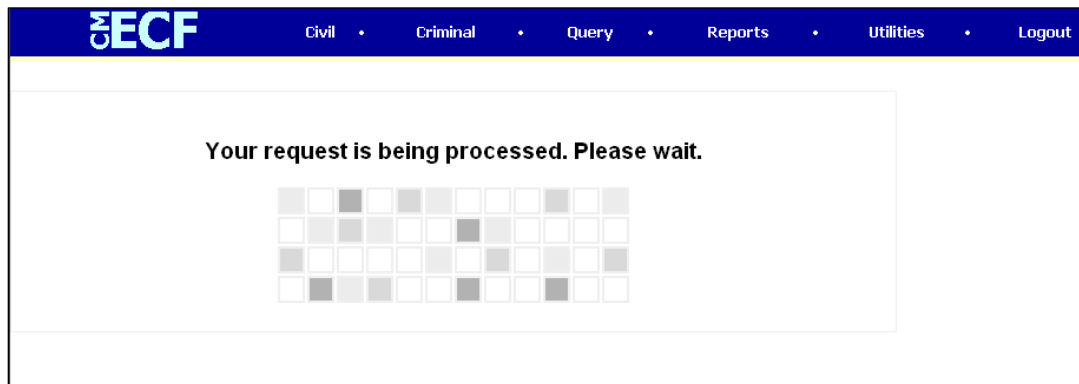 CM ECF Civil • Criminal • Query • Reports • Utilities • Logout
Your request is being processed. Please wait.